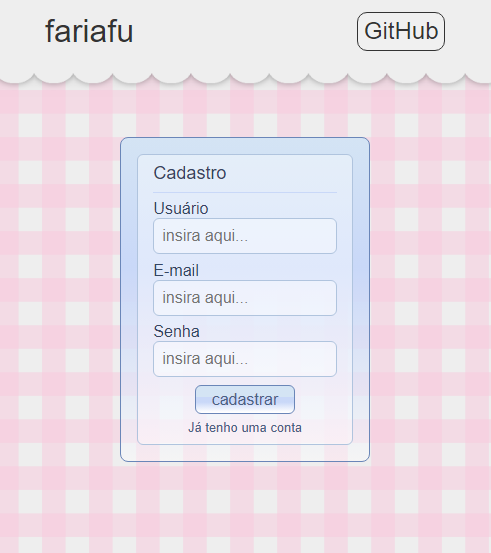 fariafu
GitHub
Cadastro
Usuário
insira aqui...
E-mail
insira aqui...
Senha
insira aqui...
cadastrar
Já tenho uma conta